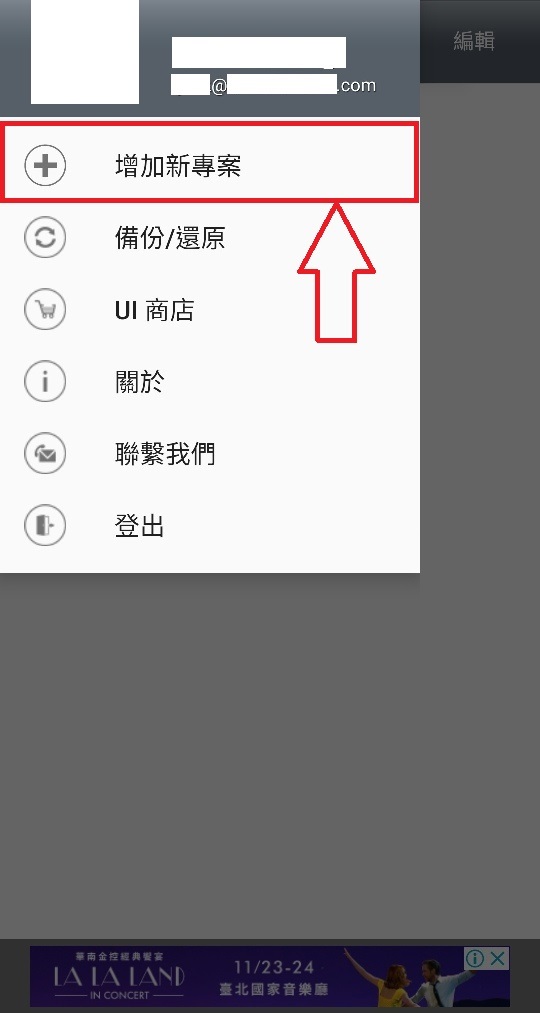 編輯
@ .com
增加新專案
備份/還原
UI 商店
關於
聯繫我們
登出
華南金控經典饗宴
LA LA LAND
IN CONCERT
11/23-24
臺北國家音樂廳